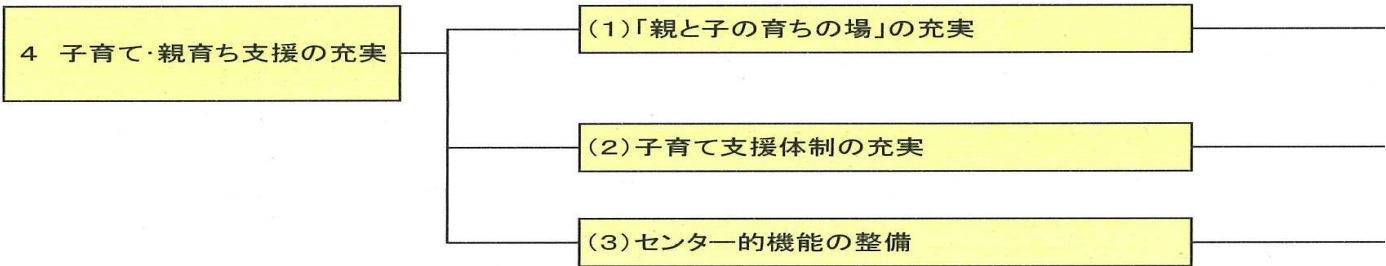 4 子育て・親育ち支援の充実
(1)「親と子の育ちの場」の充実
(2)子育て支援体制の充実
(3)センター的機能の整備